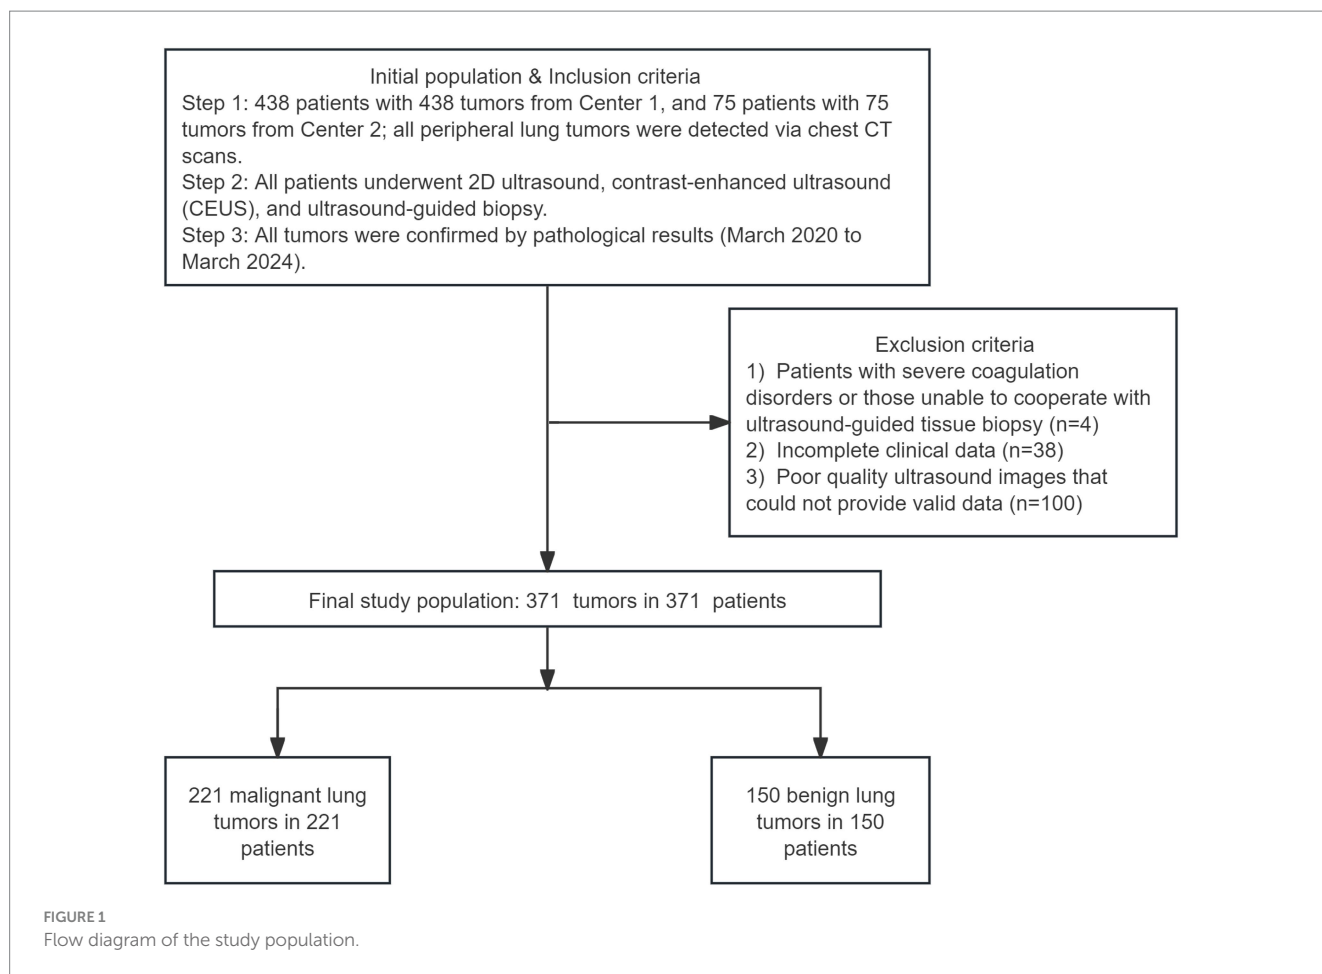 Initial population & Inclusion criteria
Step 1: 438 patients with 438 tumors from Center 1, and 75 patients with 75
tumors from Center 2; all peripheral lung tumors were detected via chest CT
scans.
Step 2: All patients underwent 2D ultrasound, contrast-enhanced ultrasound
(CEUS), and ultrasound-guided biopsy.
Step 3: All tumors were confirmed by pathological results (March 2020 to
March 2024).
Exclusion criteria
1) Patients with severe coagulation
disorders or those unable to cooperate with
ultrasound-guided tissue biopsy (n=4)
2) Incomplete clinical data (n=38)
3) Poor quality ultrasound images that
could not provide valid data (n=100)
Final study population: 371 tumors in 371 patients
221 malignant lung
tumors in 221
patients
150 benign lung
tumors in 150
patients
FIGURE 1
Flow diagram of the study population.